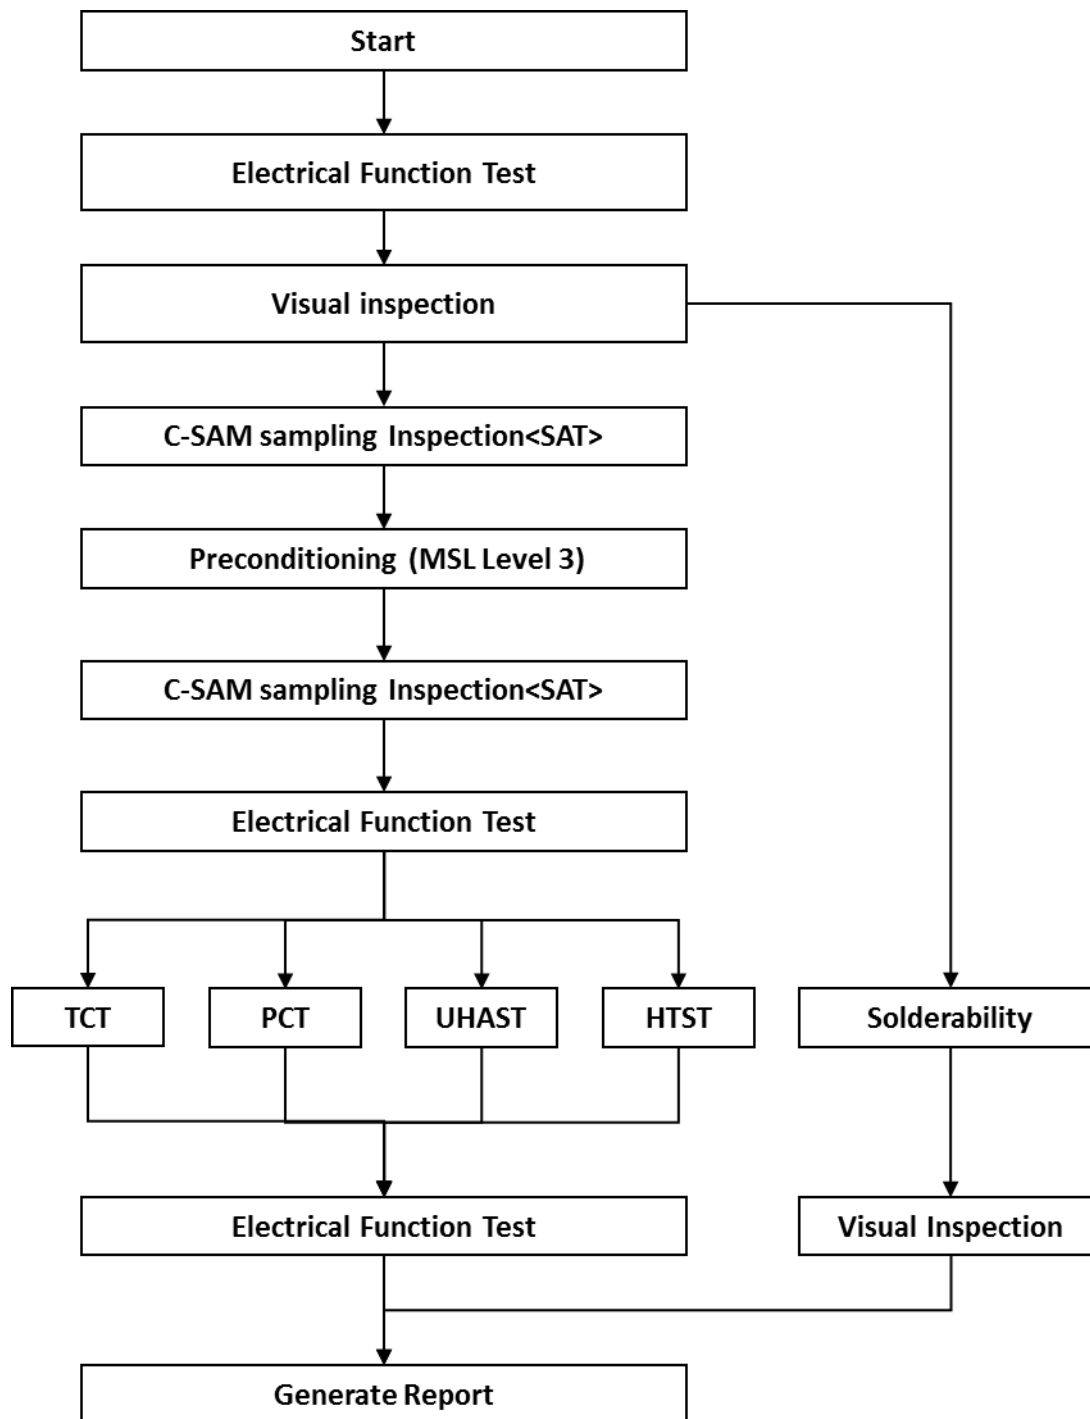 Start
Electrical Function Test
Visual inspection
C-SAM sampling Inspection<SAT>
Preconditioning (MSL Level 3)
C-SAM sampling Inspection<SAT>
Electrical Function Test
TCT
PCT
UHAST
HTST
Solderability
Electrical Function Test
Visual Inspection
Generate Report